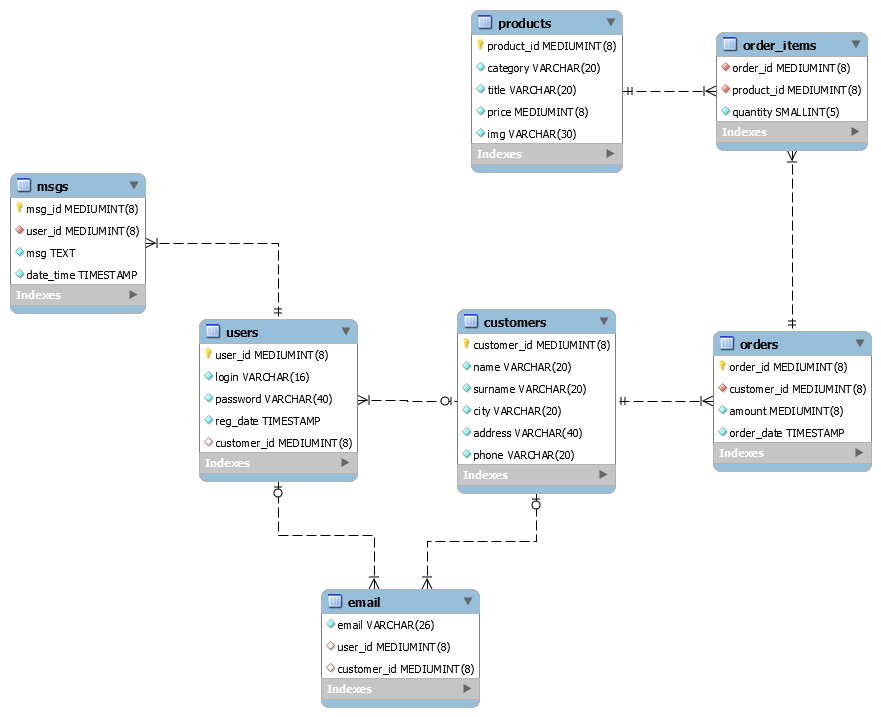 products
product_id MEDIUMINT(8)
category VARCHAR(20)
title VARCHAR(20)
price MEDIUMINT(8)
img VARCHAR(30)
Indexes
order_items
order_id MEDIUMINT(8)
product_id MEDIUMINT(8)
quantity SMALLINT(5)
Indexes
msgs
msg_id MEDIUMINT(8)
user_id MEDIUMINT(8)
msg TEXT
date_time TIMESTAMP
Indexes
users
user_id MEDIUMINT(8)
login VARCHAR(16)
password VARCHAR(40)
reg_date TIMESTAMP
customer_id MEDIUMINT(8)
Indexes
customers
customer_id MEDIUMINT(8)
name VARCHAR(20)
surname VARCHAR(20)
city VARCHAR(20)
address VARCHAR(40)
phone VARCHAR(20)
Indexes
orders
order_id MEDIUMINT(8)
customer_id MEDIUMINT(8)
amount MEDIUMINT(8)
order_date TIMESTAMP
Indexes
email
email VARCHAR(26)
user_id MEDIUMINT(8)
customer_id MEDIUMINT(8)
Indexes